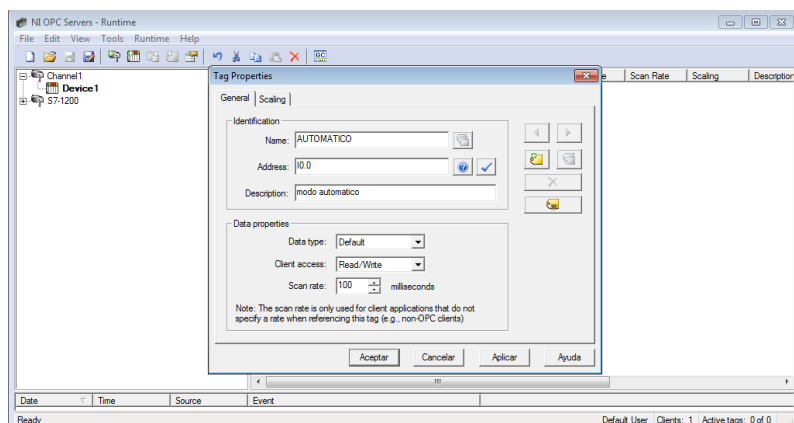 NI OPC Servers - Runtime
File Edit View Tools Runtime Help
Channel1
Device1
S7-1200
Tag Properties
e Scan Rate Scaling Description
General Scaling
Identification
Name: AUTOMATICO
Address: I0.0
Description: modo automatico
Data properties
Data type: Default
Client access: Read/Write
Scan rate: 100 milliseconds
Note: The scan rate is only used for client applications that do not
specify a rate when referencing this tag (e.g., non-OPC clients)
Aceptar Cancelar Aplicar Ayuda
Date Time Source Event
Ready Default User Clients: 1 Active tags: 0 of 0